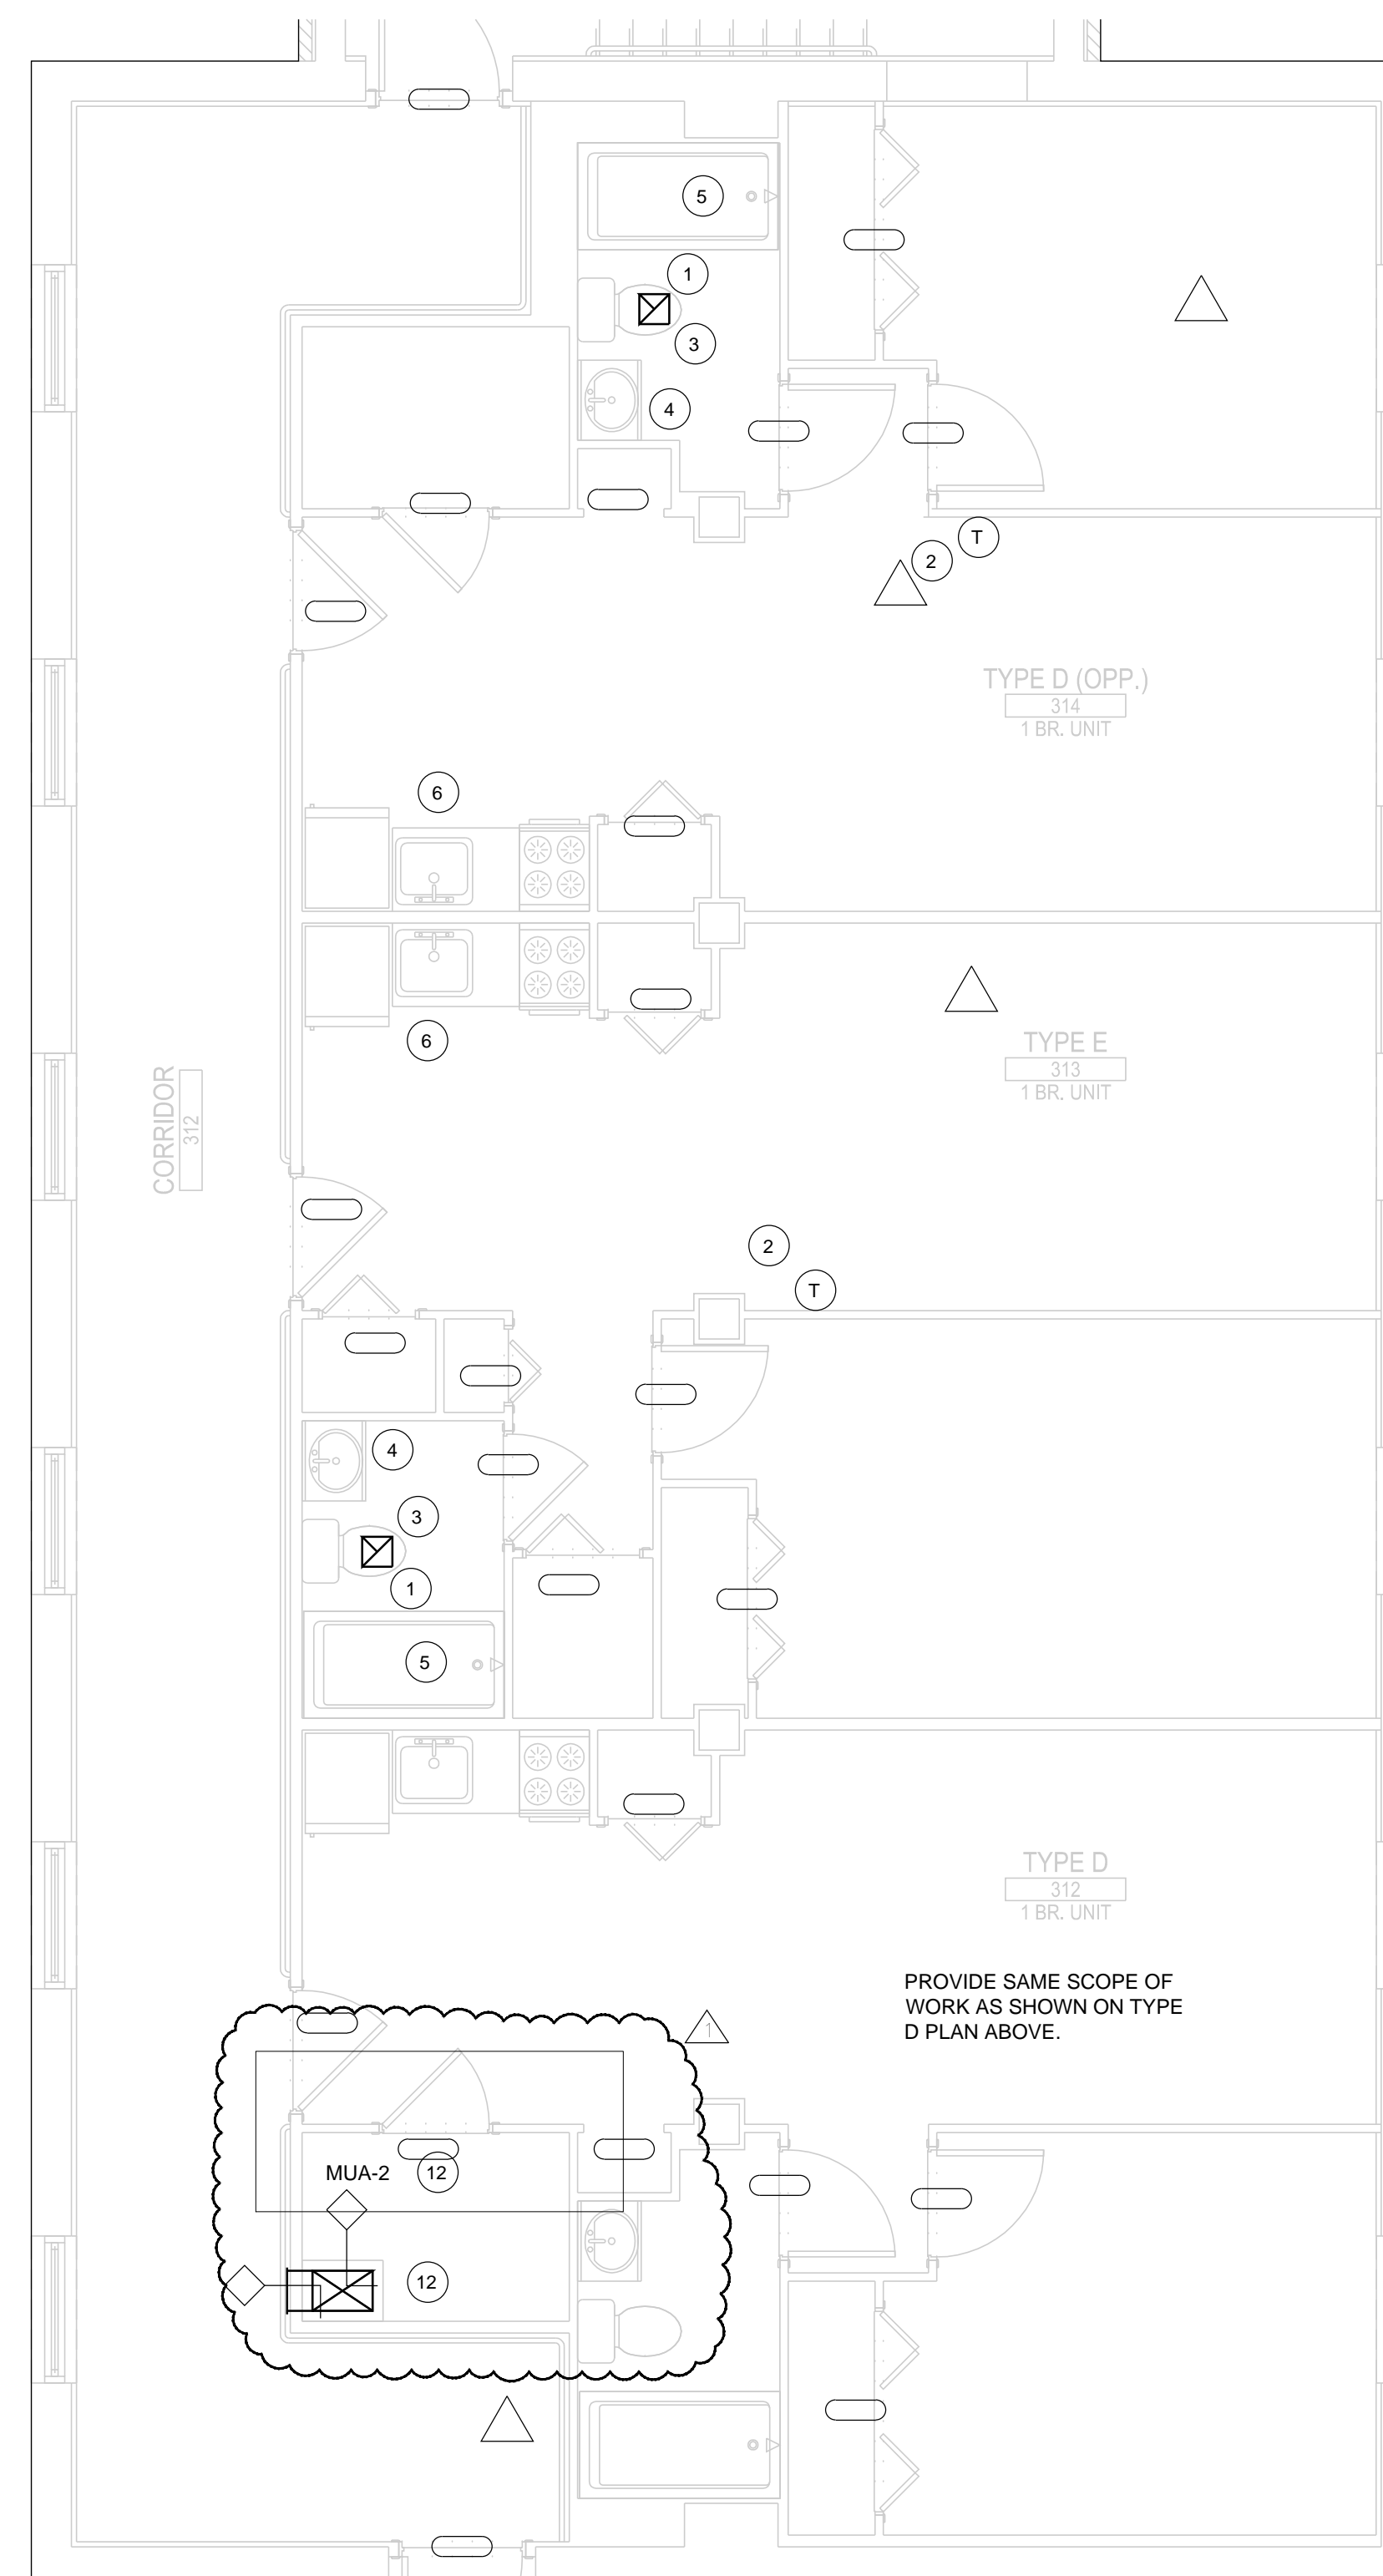 5
1
3
4
T
2
TYPE D (OPP.)
314
1 BR. UNIT
6
6
TYPE E
313
1 BR. UNIT
CORRIDOR
312
2
T
4
3
1
5
TYPE D
312
1 BR. UNIT
PROVIDE SAME SCOPE OF
WORK AS SHOWN ON TYPE
D PLAN ABOVE.
1
MUA-2
12
12